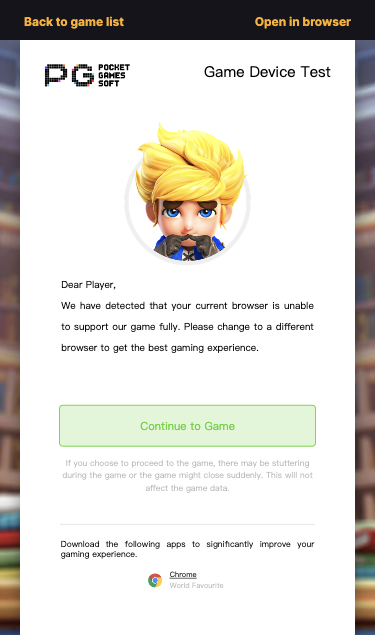 Back to game list
Open in browser
PG POCKET GAMES SOFT
Game Device Test
Dear Player,
We have detected that your current browser is unable
to support our game fully. Please change to a different
browser to get the best gaming experience.
Continue to Game
If you choose to proceed to the game, there may be stuttering
during the game or the game might close suddenly. This will not
affect the game data.
Download the following apps to significantly improve your
gaming experience.
Chrome
World Favourite